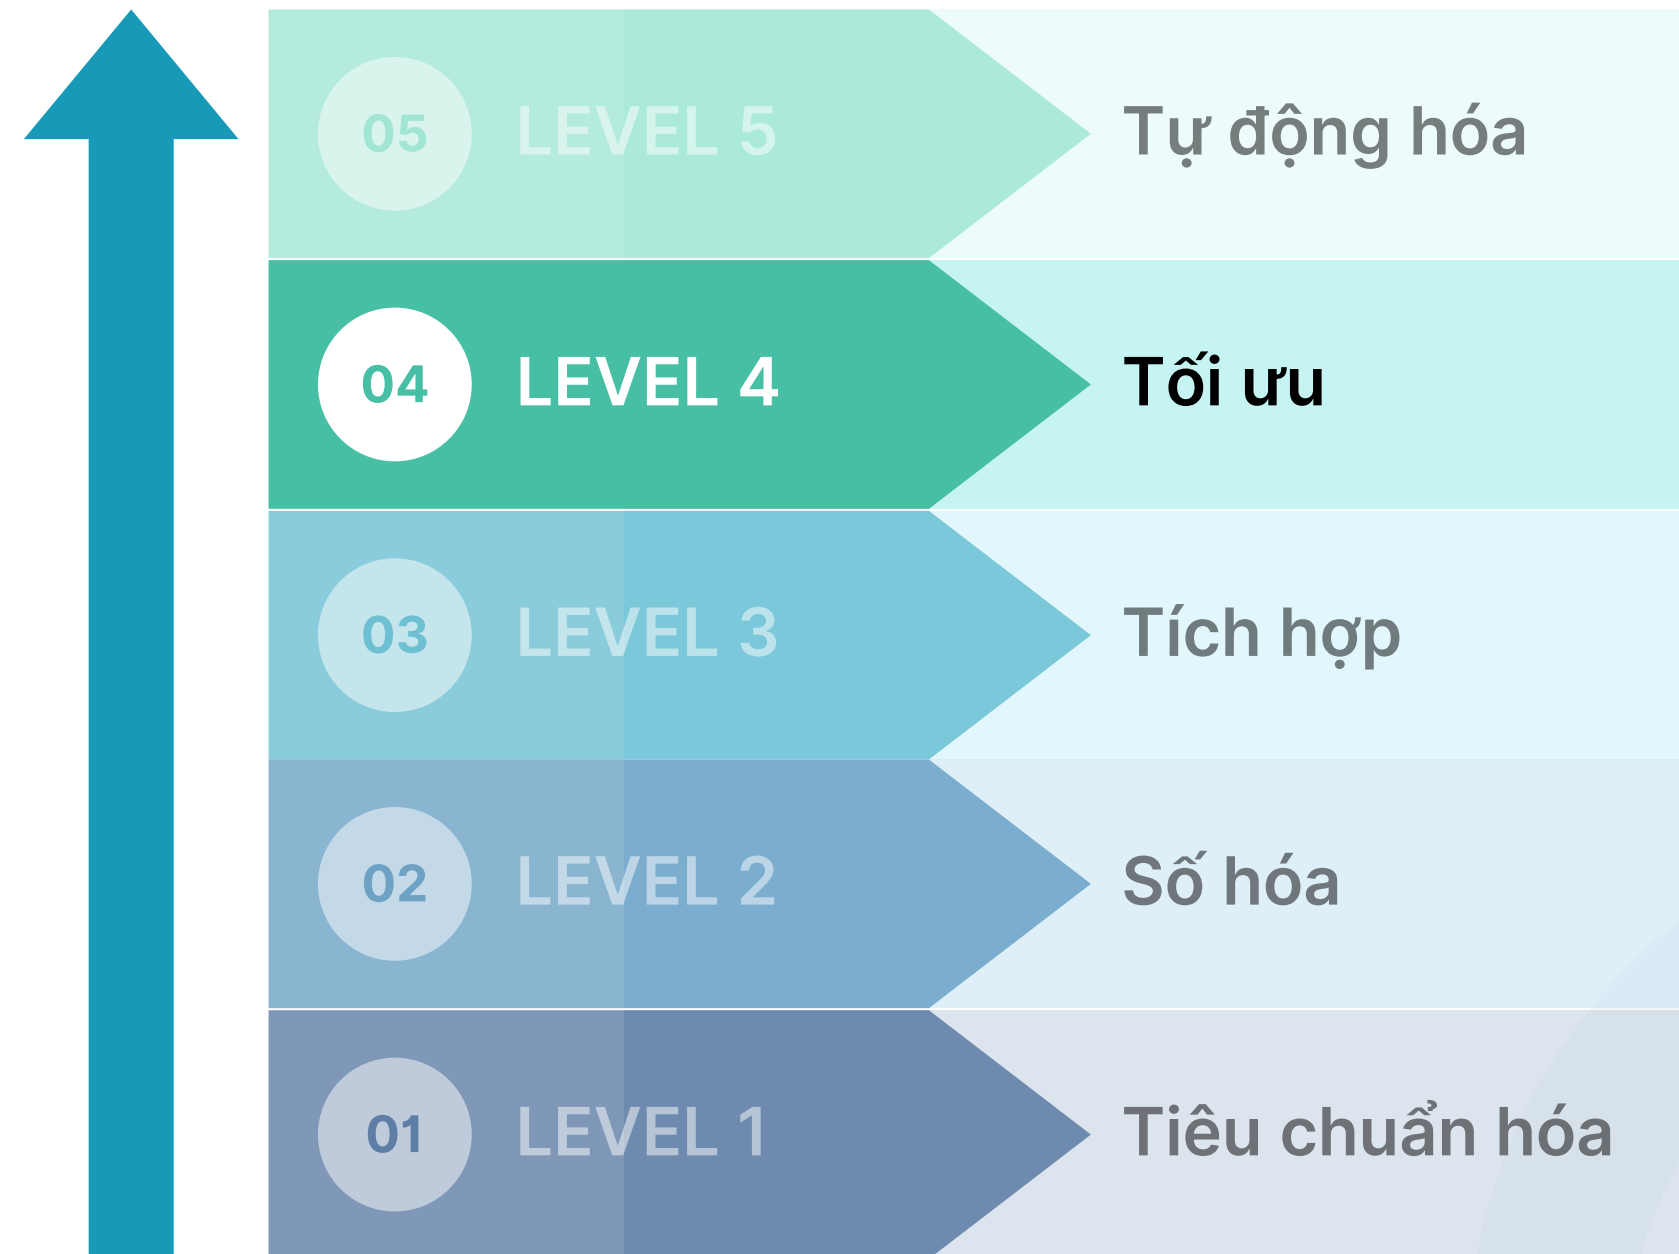 05 LEVEL 5 Tự động hóa
04 LEVEL 4 Tối ưu
03 LEVEL 3 Tích hợp
02 LEVEL 2 Số hóa
01 LEVEL 1 Tiêu chuẩn hóa